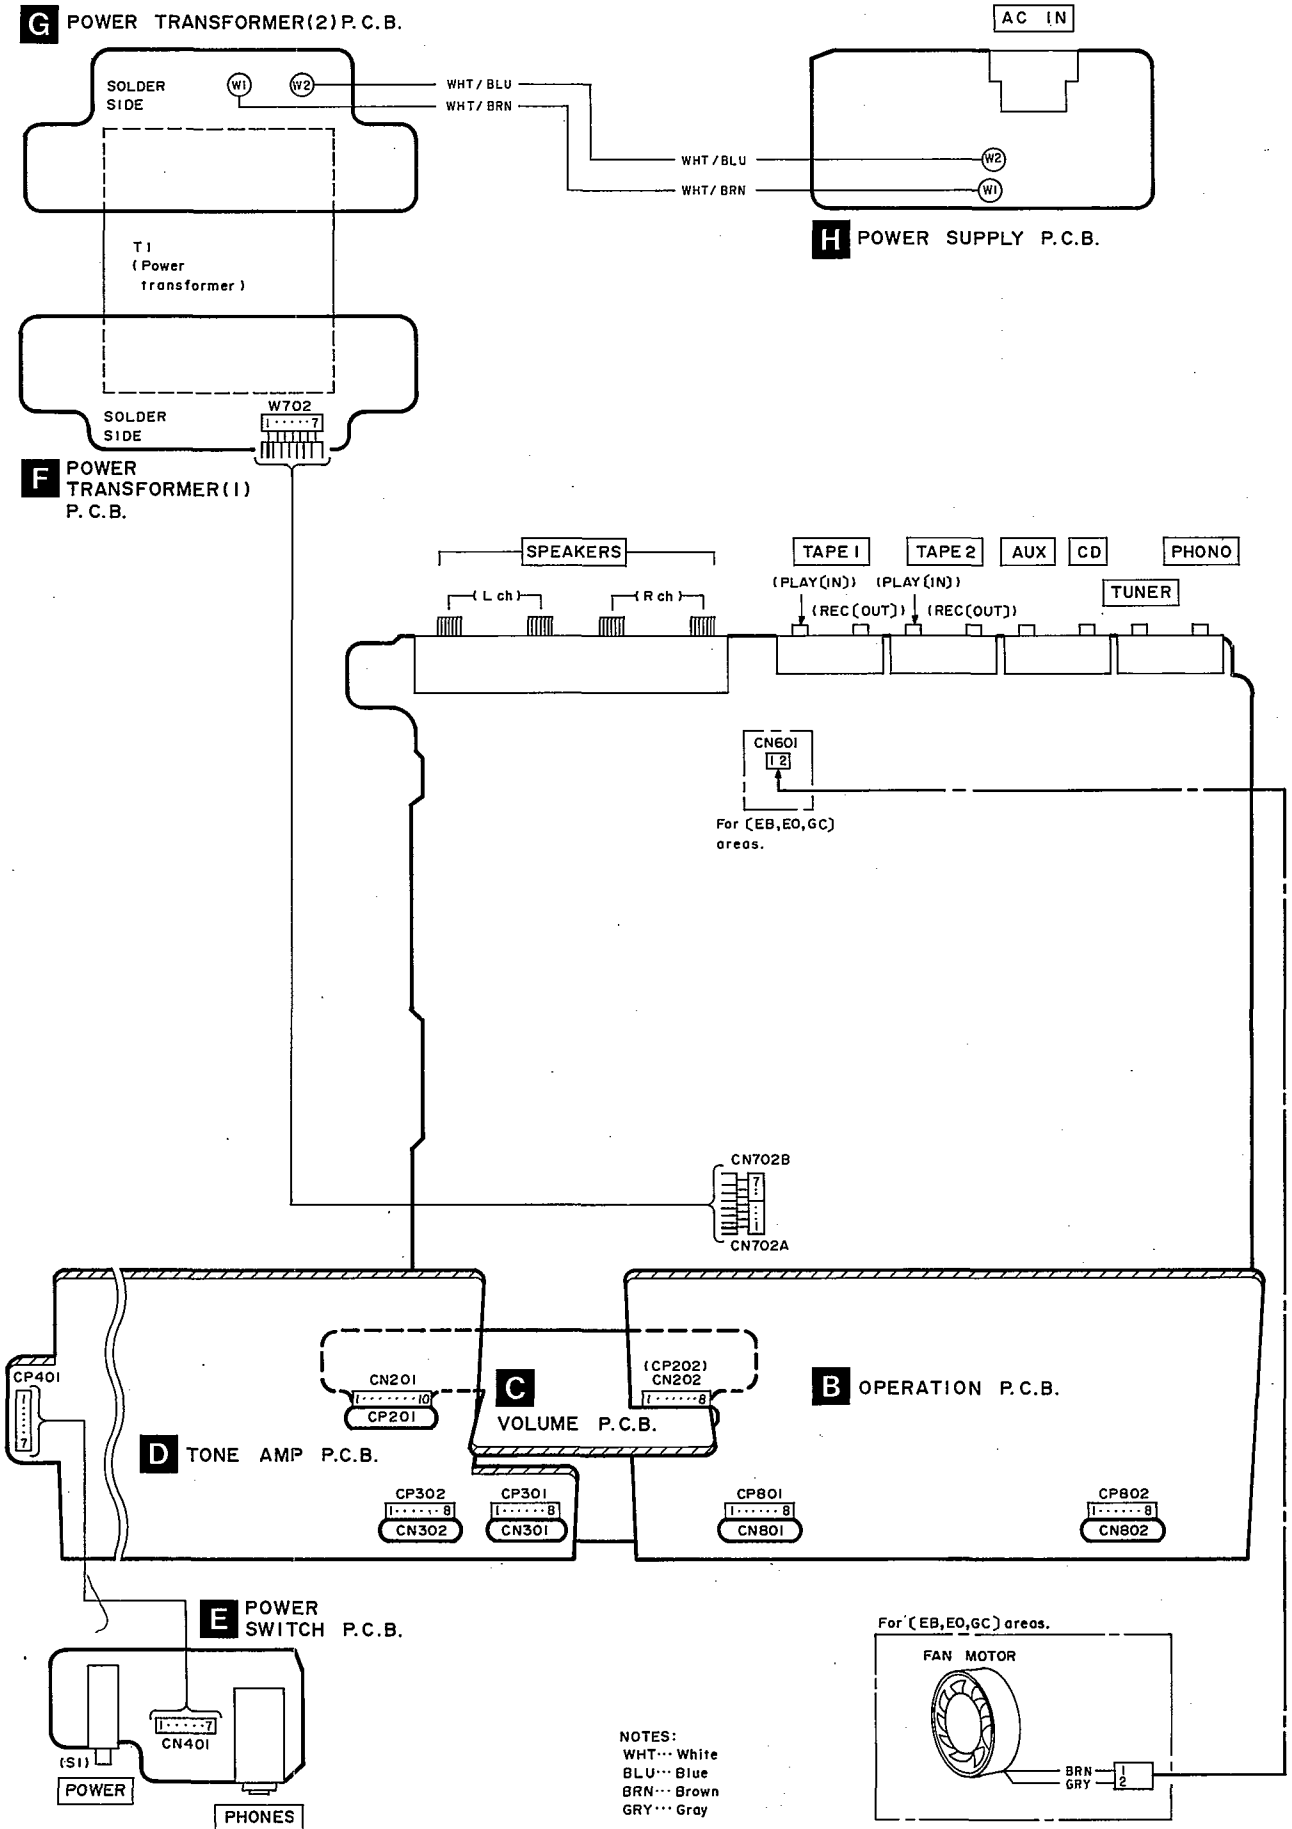 G POWER TRANSFORMER(2) P.C.B.
AC IN
SOLDER
SIDE
W1
W2
WHT/BLU
WHT/BRN
WHT/BLU
WHT/BRN
W2
W1
H POWER SUPPLY P.C.B.
T1
(Power
transformer)
SOLDER
SIDE
W702
1 ····· 7
F POWER
TRANSFORMER(1)
P.C.B.
SPEAKERS
TAPE 1
TAPE 2
AUX
CD
PHONO
(PLAY(IN))
(PLAY(IN))
TUNER
(L ch)
(R ch)
(REC(OUT))
(REC(OUT))
CN601
1 2
For (EB,EO,GC)
areas.
CN702B
7
1
CN702A
CP401
1 ····· 7
CN201
1 ······· 10
CP201
C
VOLUME P.C.B.
(CP202)
CN202
1 ······ 8
B OPERATION P.C.B.
D TONE AMP P.C.B.
CP302
1 ······ 8
CN302
CP301
1 ······ 8
CN301
CP801
1 ······ 8
CN801
CP802
1 ······ 8
CN802
E POWER
SWITCH P.C.B.
1 ····· 7
CN401
(S1)
POWER
PHONES
NOTES:
WHT··· White
BLU··· Blue
BRN··· Brown
GRY··· Gray
For (EB,EO,GC) areas.
FAN MOTOR
BRN 1
GRY 2